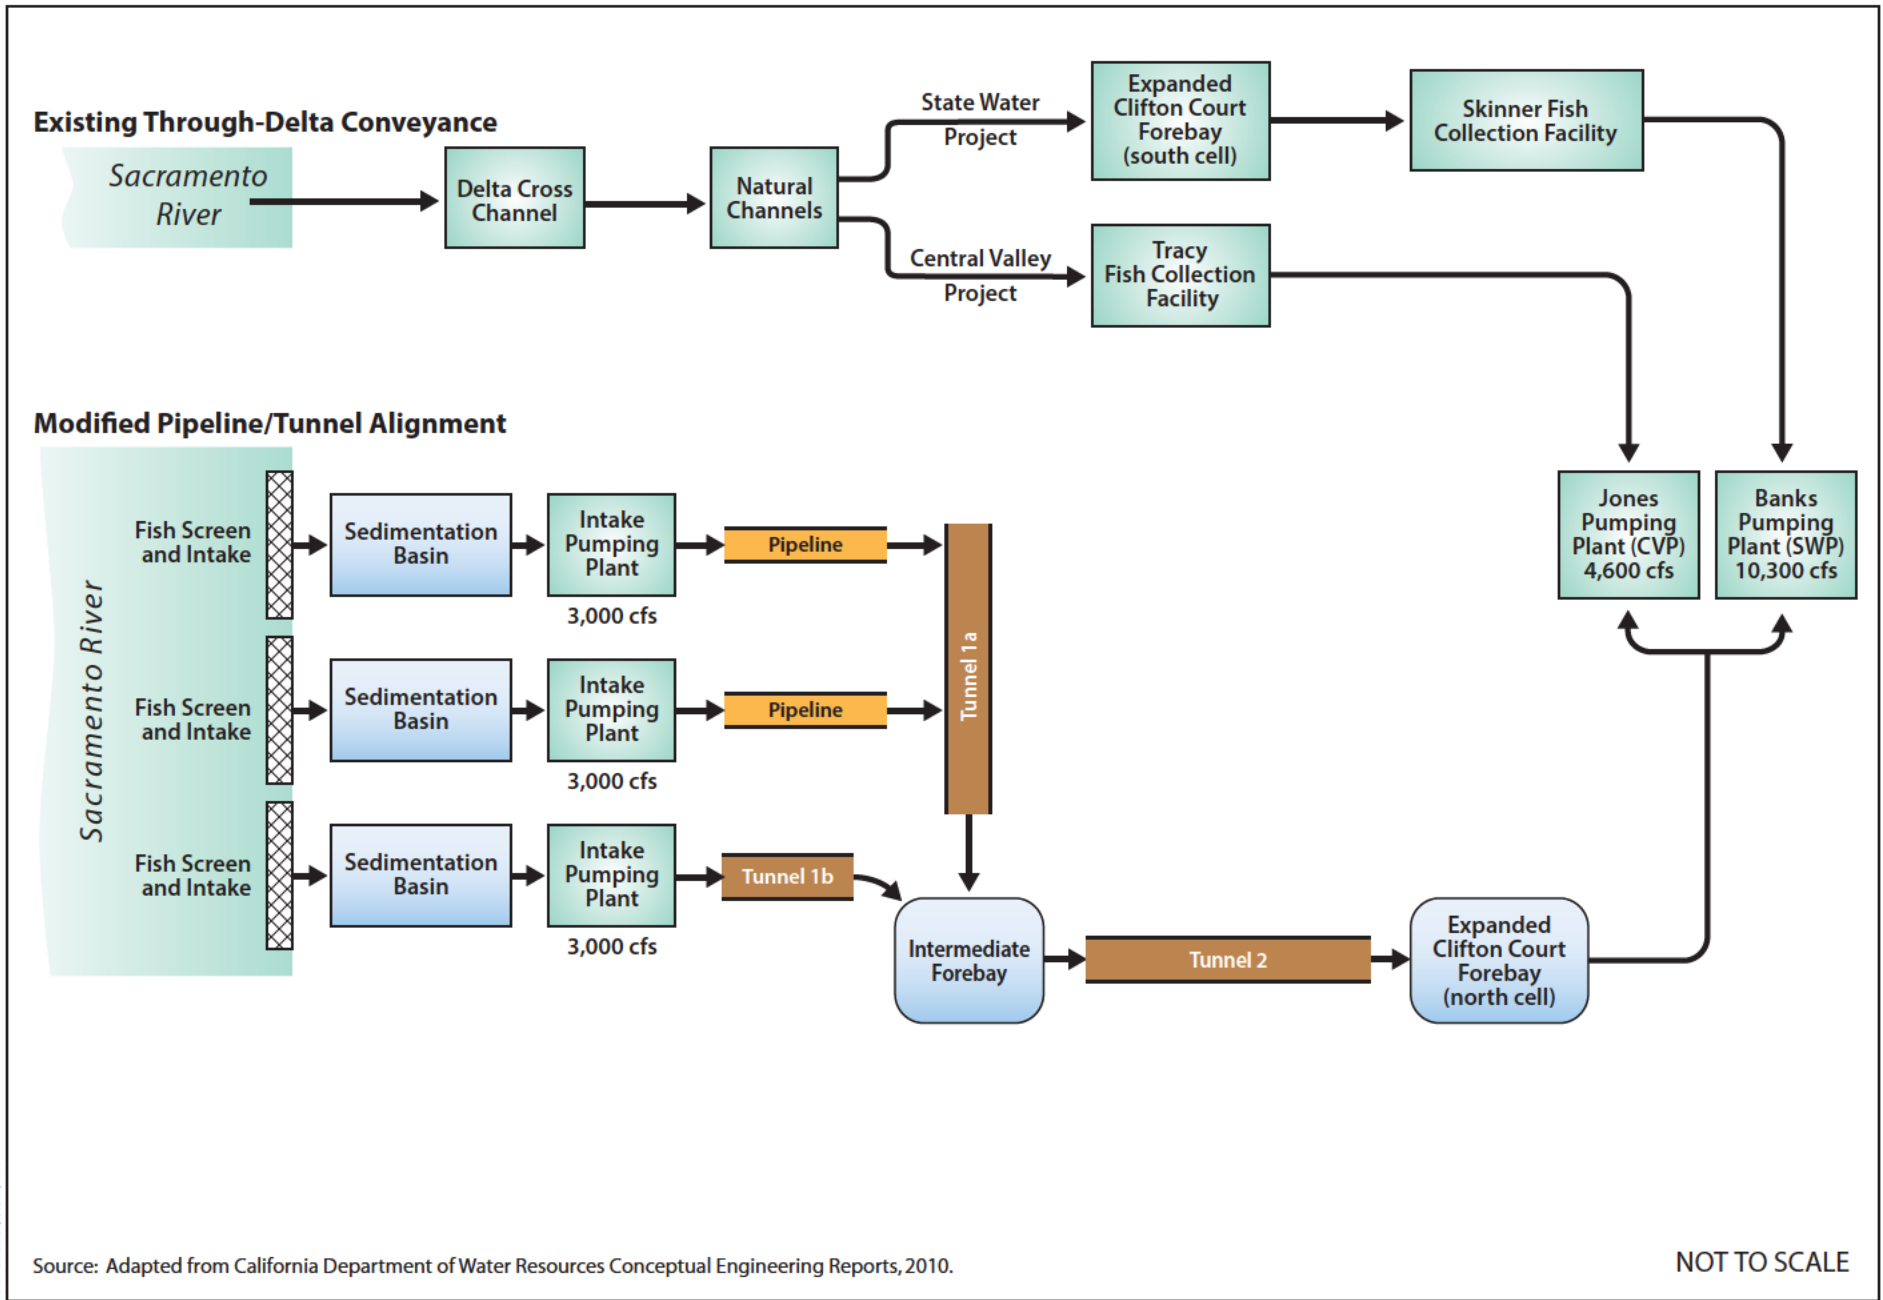 Existing Through-Delta Conveyance
Sacramento
River
Delta Cross
Channel
Natural
Channels
State Water
Project
Central Valley
Project
Expanded
Clifton Court
Forebay
(south cell)
Skinner Fish
Collection Facility
Tracy
Fish Collection
Facility
Modified Pipeline/Tunnel Alignment
Sacramento River
Fish Screen
and Intake
Sedimentation
Basin
Intake
Pumping
Plant
3,000 cfs
Pipeline
Fish Screen
and Intake
Sedimentation
Basin
Intake
Pumping
Plant
3,000 cfs
Pipeline
Tunnel 1a
Fish Screen
and Intake
Sedimentation
Basin
Intake
Pumping
Plant
3,000 cfs
Tunnel 1b
Intermediate
Forebay
Tunnel 2
Expanded
Clifton Court
Forebay
(north cell)
Jones
Pumping
Plant (CVP)
4,600 cfs
Banks
Pumping
Plant (SWP)
10,300 cfs
Source: Adapted from California Department of Water Resources Conceptual Engineering Reports, 2010.
NOT TO SCALE